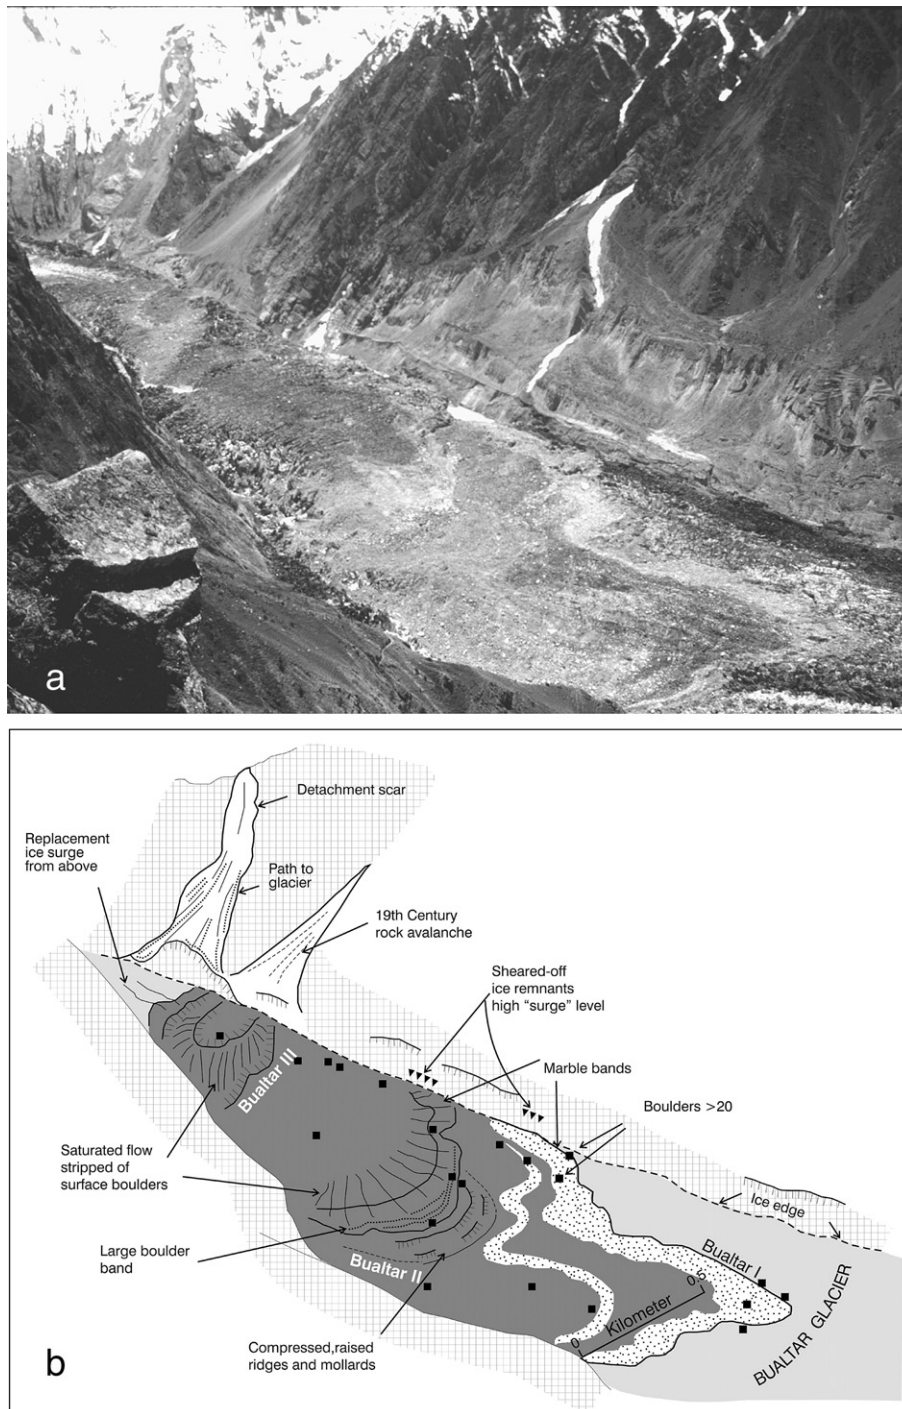 a
Detachment scar
Replacement
ice surge
from above
Path to
glacier
19th Century
rock avalanche
Sheared-off
ice remnants
high “surge” level
Marble bands
Boulders >20
Bualtar III
Saturated flow
stripped of
surface boulders
Ice edge
Large boulder
band
Bualtar II
Bualtar I
0.5
Kilometer
0
BUALTAR GLACIER
Compressed,raised
ridges and mollards
b